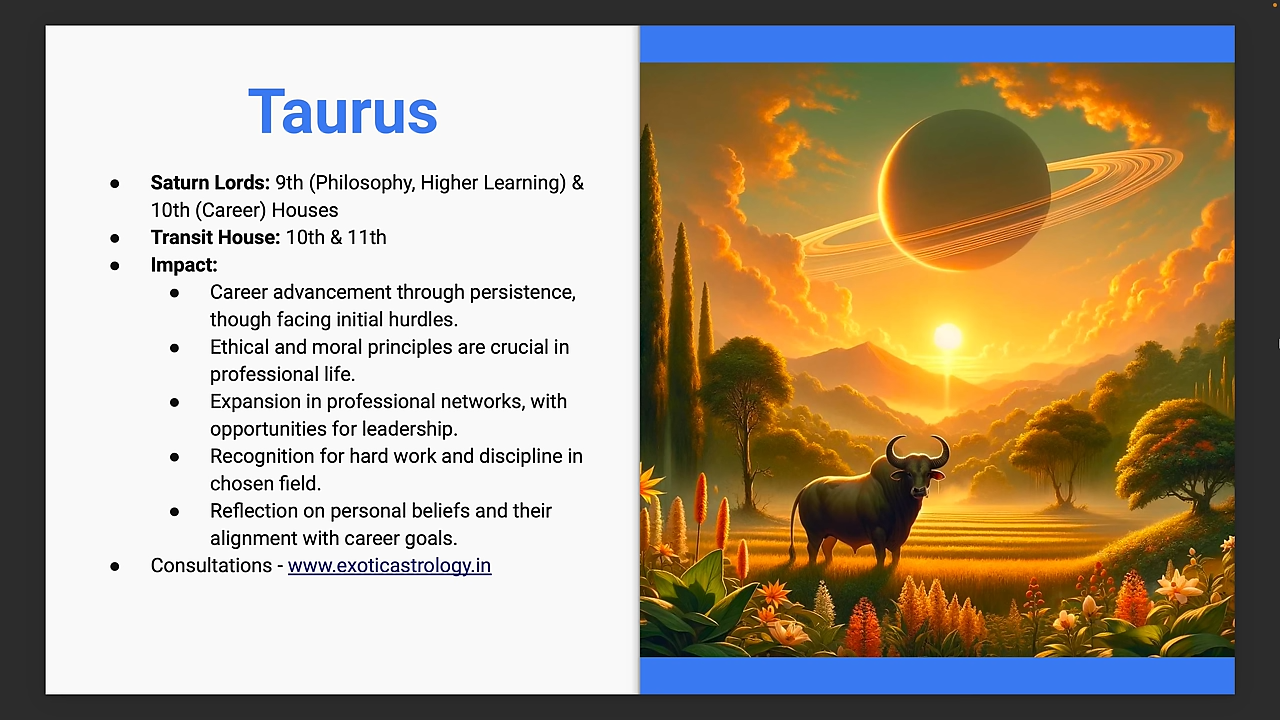 Taurus
● Saturn Lords: 9th (Philosophy, Higher Learning) &
10th (Career) Houses
● Transit House: 10th & 11th
● Impact:
● Career advancement through persistence,
though facing initial hurdles.
● Ethical and moral principles are crucial in
professional life.
● Expansion in professional networks, with
opportunities for leadership.
● Recognition for hard work and discipline in
chosen field.
● Reflection on personal beliefs and their
alignment with career goals.
● Consultations - www.exoticastrology.in